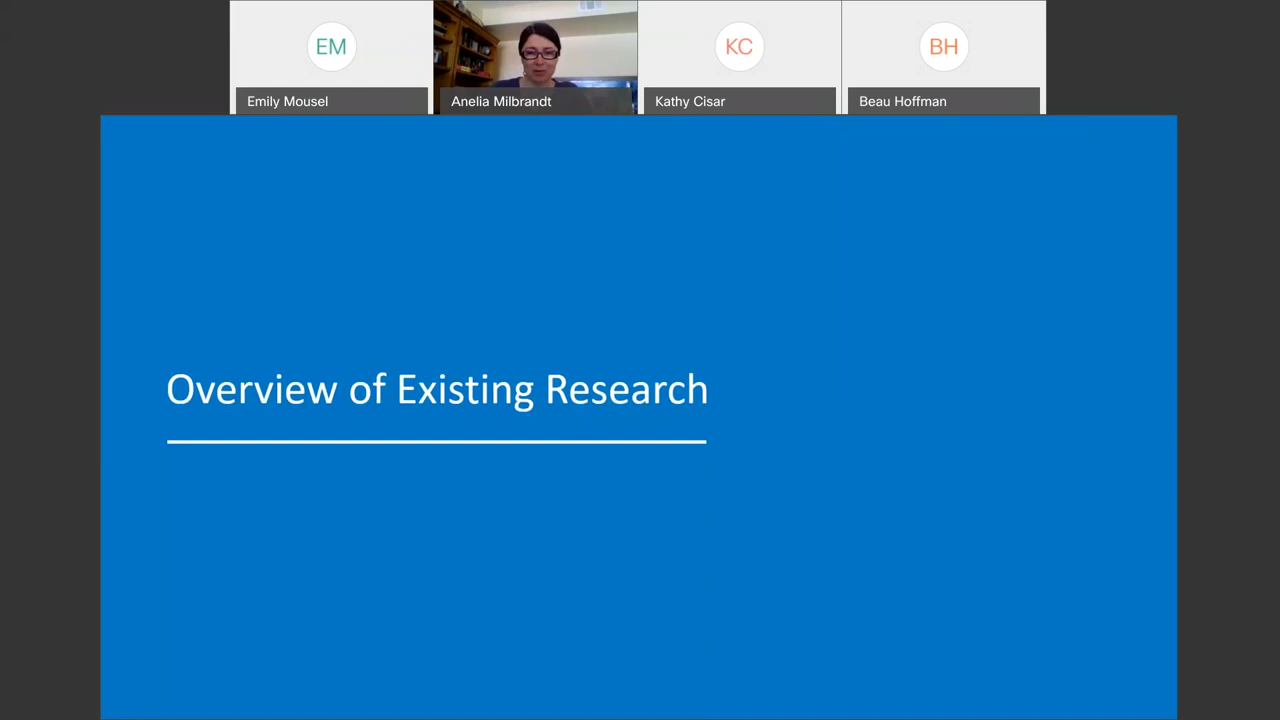 EM
KC
BH
Emily Mousel
Anelia Milbrandt
Kathy Cisar
Beau Hoffman
Overview of Existing Research